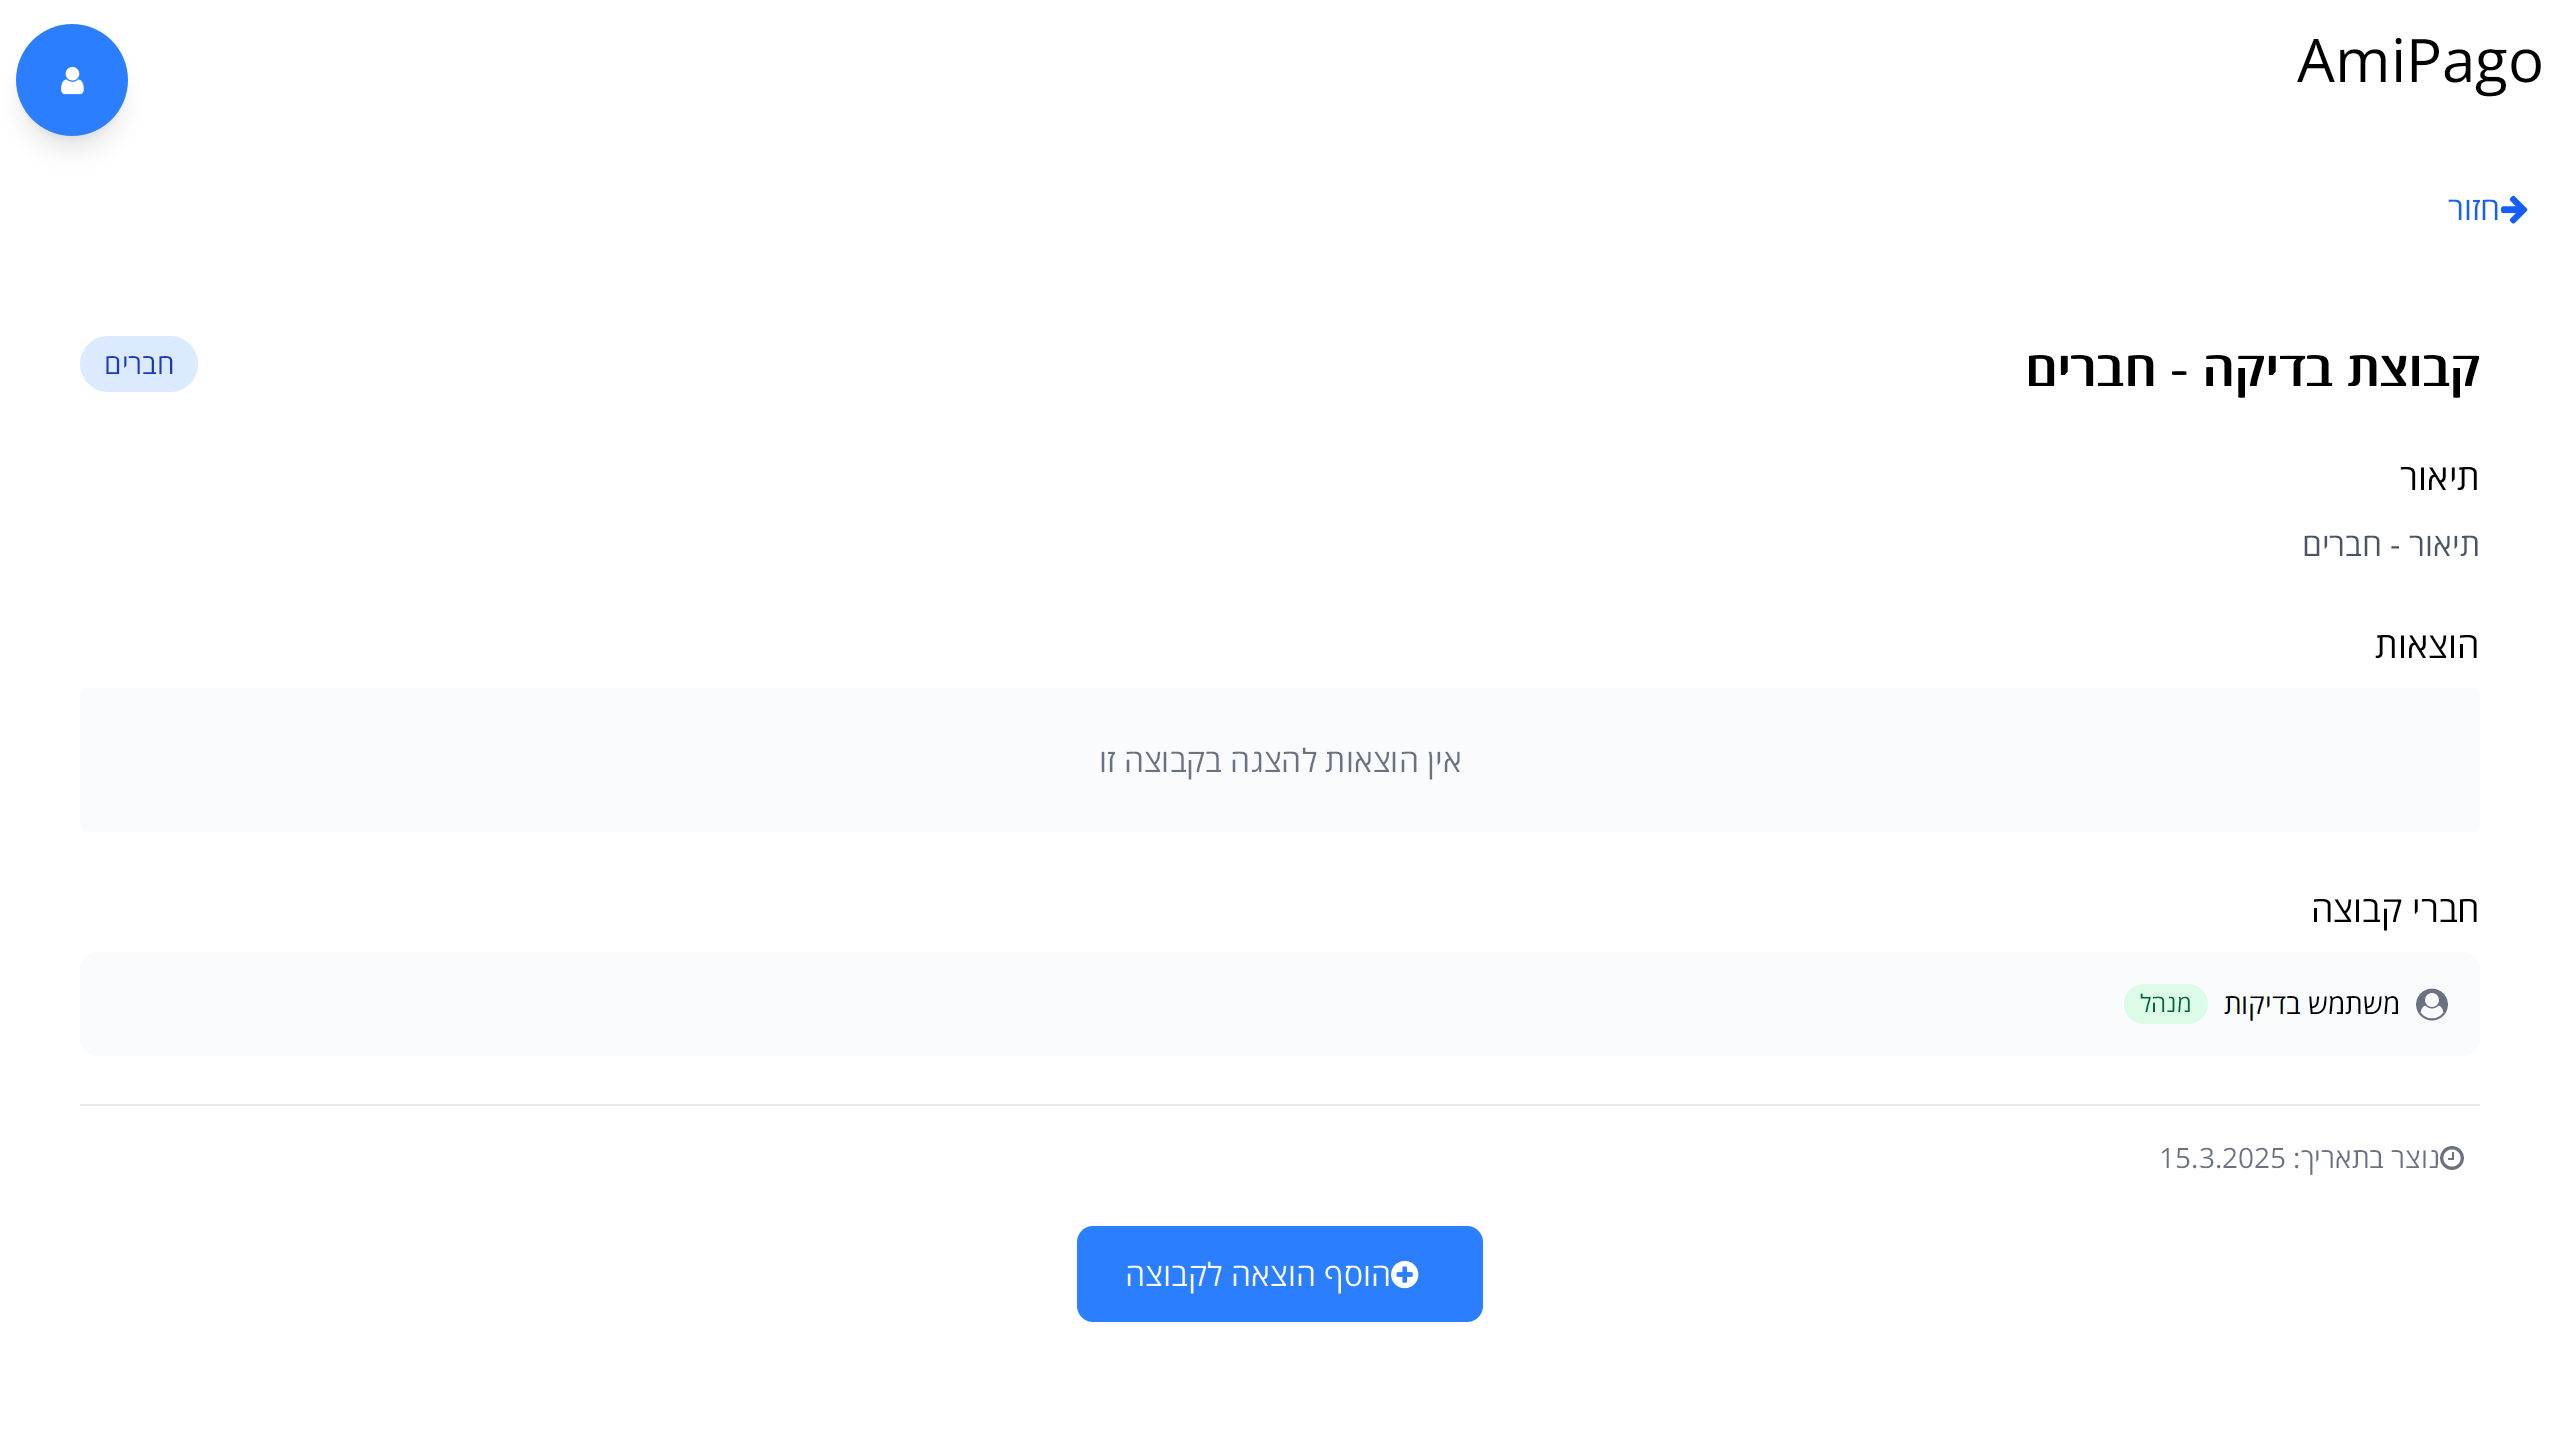 AmiPago
חזור
קבוצת בדיקה - חברים
חברים
תיאור
תיאור - חברים
הוצאות
אין הוצאות להצגה בקבוצה זו
חברי קבוצה
משתמש בדיקות מנהל
נוצר בתאריך: 15.3.2025
הוסף הוצאה לקבוצה